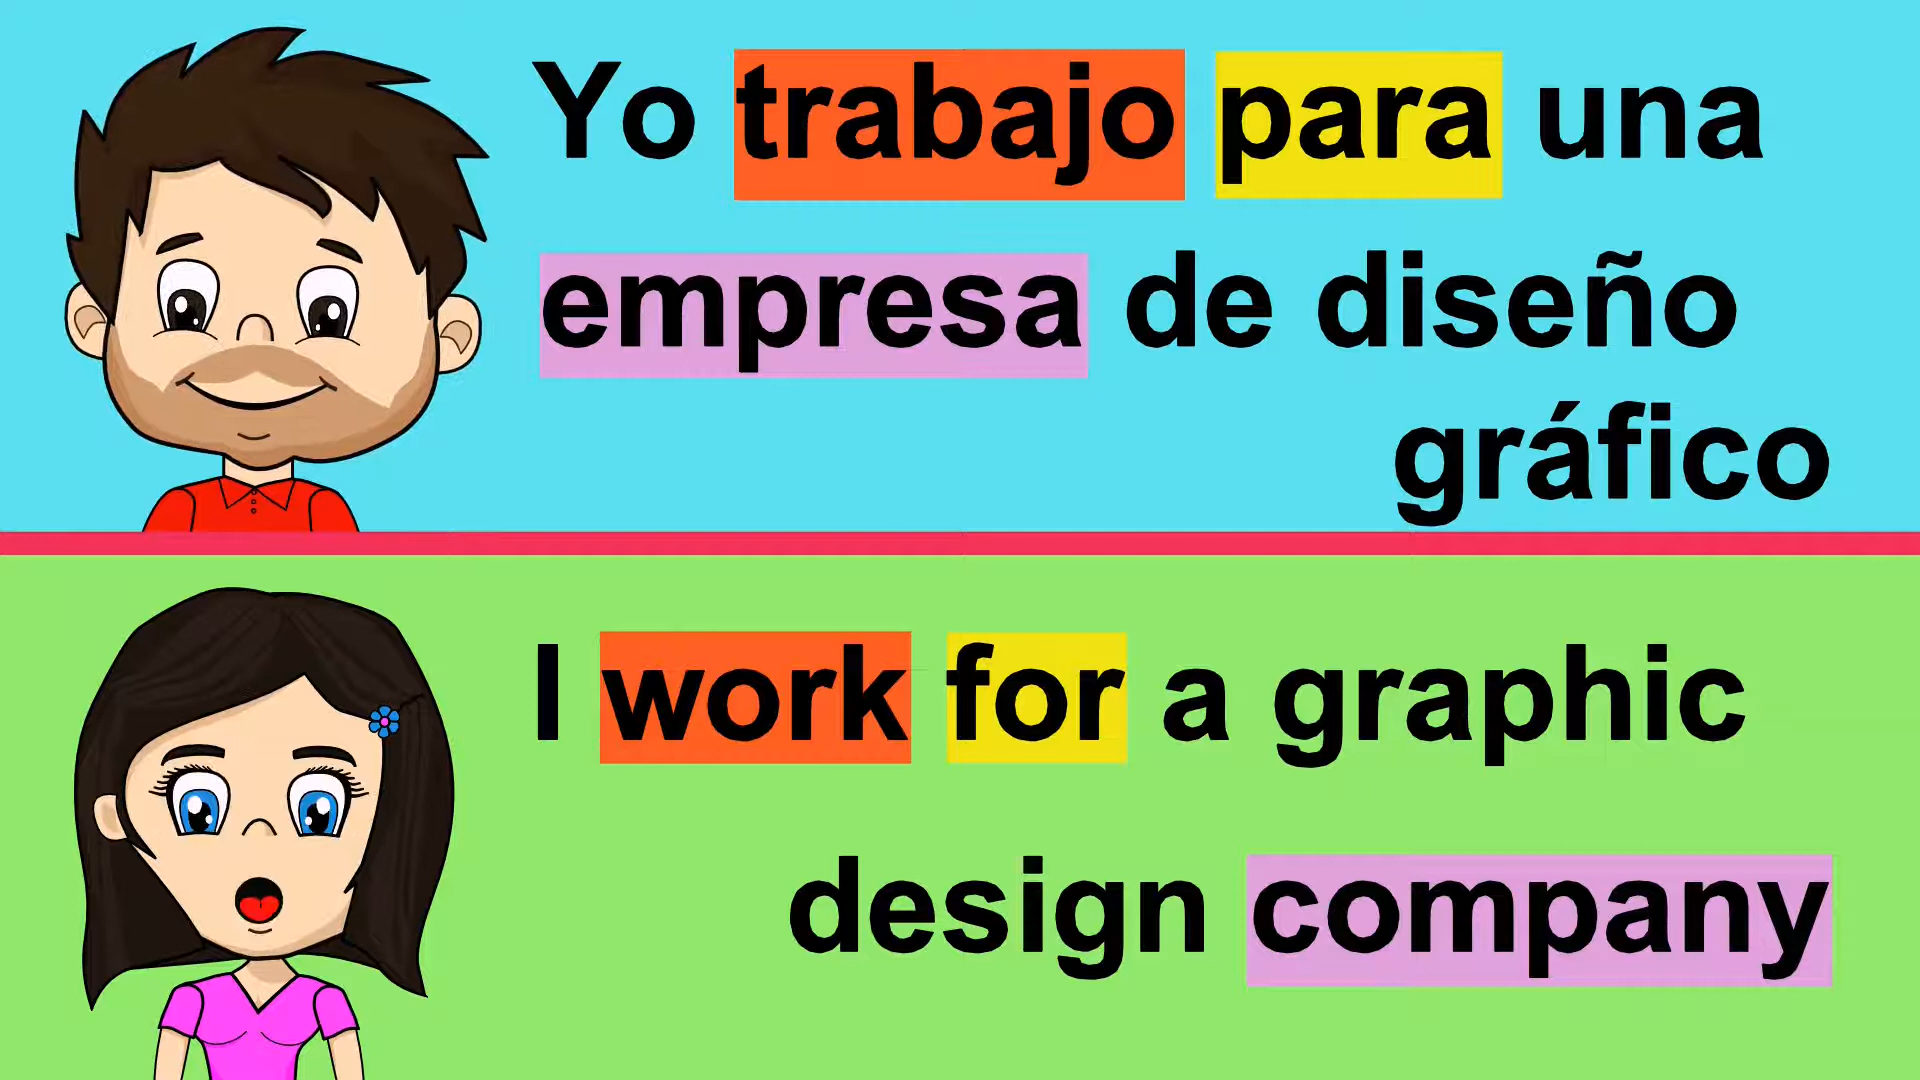 Yo trabajo para una
empresa de diseño
gráfico
I work for a graphic
design company